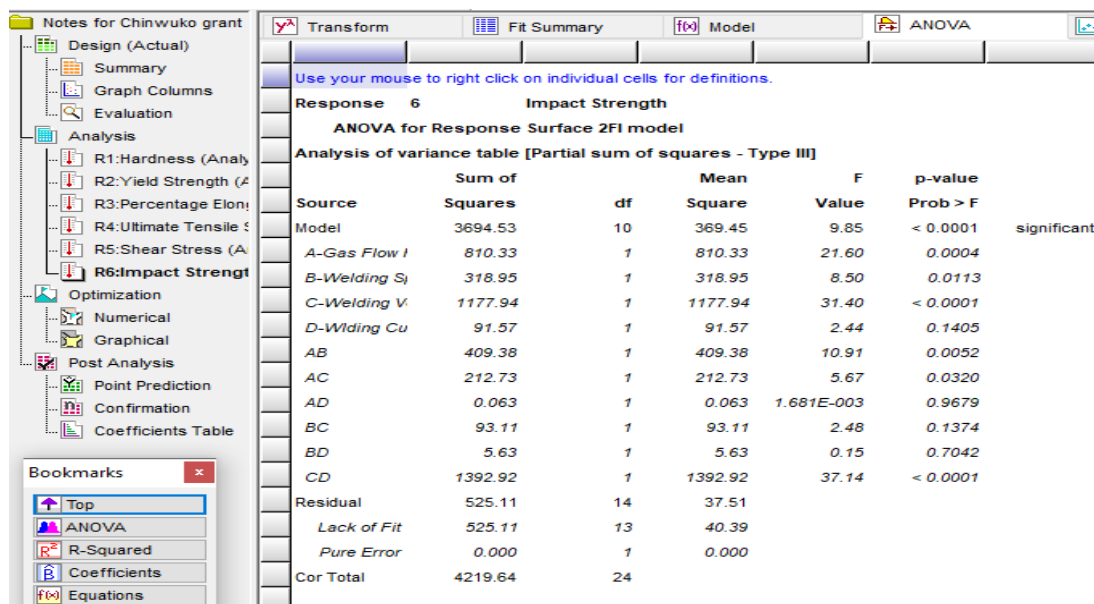 Notes for Chinwuko grant
Design (Actual)
Summary
Graph Columns
Evaluation
Analysis
R1:Hardness (Analy
R2:Yield Strength (A
R3:Percentage Elon
R4:Ultimate Tensile S
R5:Shear Stress (A
R6:Impact Strengt
Optimization
Numerical
Graphical
Post Analysis
Point Prediction
Confirmation
Coefficients Table
Bookmarks x
Top
ANOVA
R² R-Squared
β̂ Coefficients
f(x) Equations
yλ Transform Fit Summary f(x) Model ANOVA
Use your mouse to right click on individual cells for definitions.
Response 6 Impact Strength
ANOVA for Response Surface 2FI model
Analysis of variance table [Partial sum of squares - Type III]
Sum of Mean F p-value
Source Squares df Square Value Prob > F
Model 3694.53 10 369.45 9.85 < 0.0001 significant
A-Gas Flow 810.33 1 810.33 21.60 0.0004
B-Welding S 318.95 1 318.95 8.50 0.0113
C-Welding V 1177.94 1 1177.94 31.40 < 0.0001
D-Wlding Cu 91.57 1 91.57 2.44 0.1405
AB 409.38 1 409.38 10.91 0.0052
AC 212.73 1 212.73 5.67 0.0320
AD 0.063 1 0.063 1.681E-003 0.9679
BC 93.11 1 93.11 2.48 0.1374
BD 5.63 1 5.63 0.15 0.7042
CD 1392.92 1 1392.92 37.14 < 0.0001
Residual 525.11 14 37.51
Lack of Fit 525.11 13 40.39
Pure Error 0.000 1 0.000
Cor Total 4219.64 24